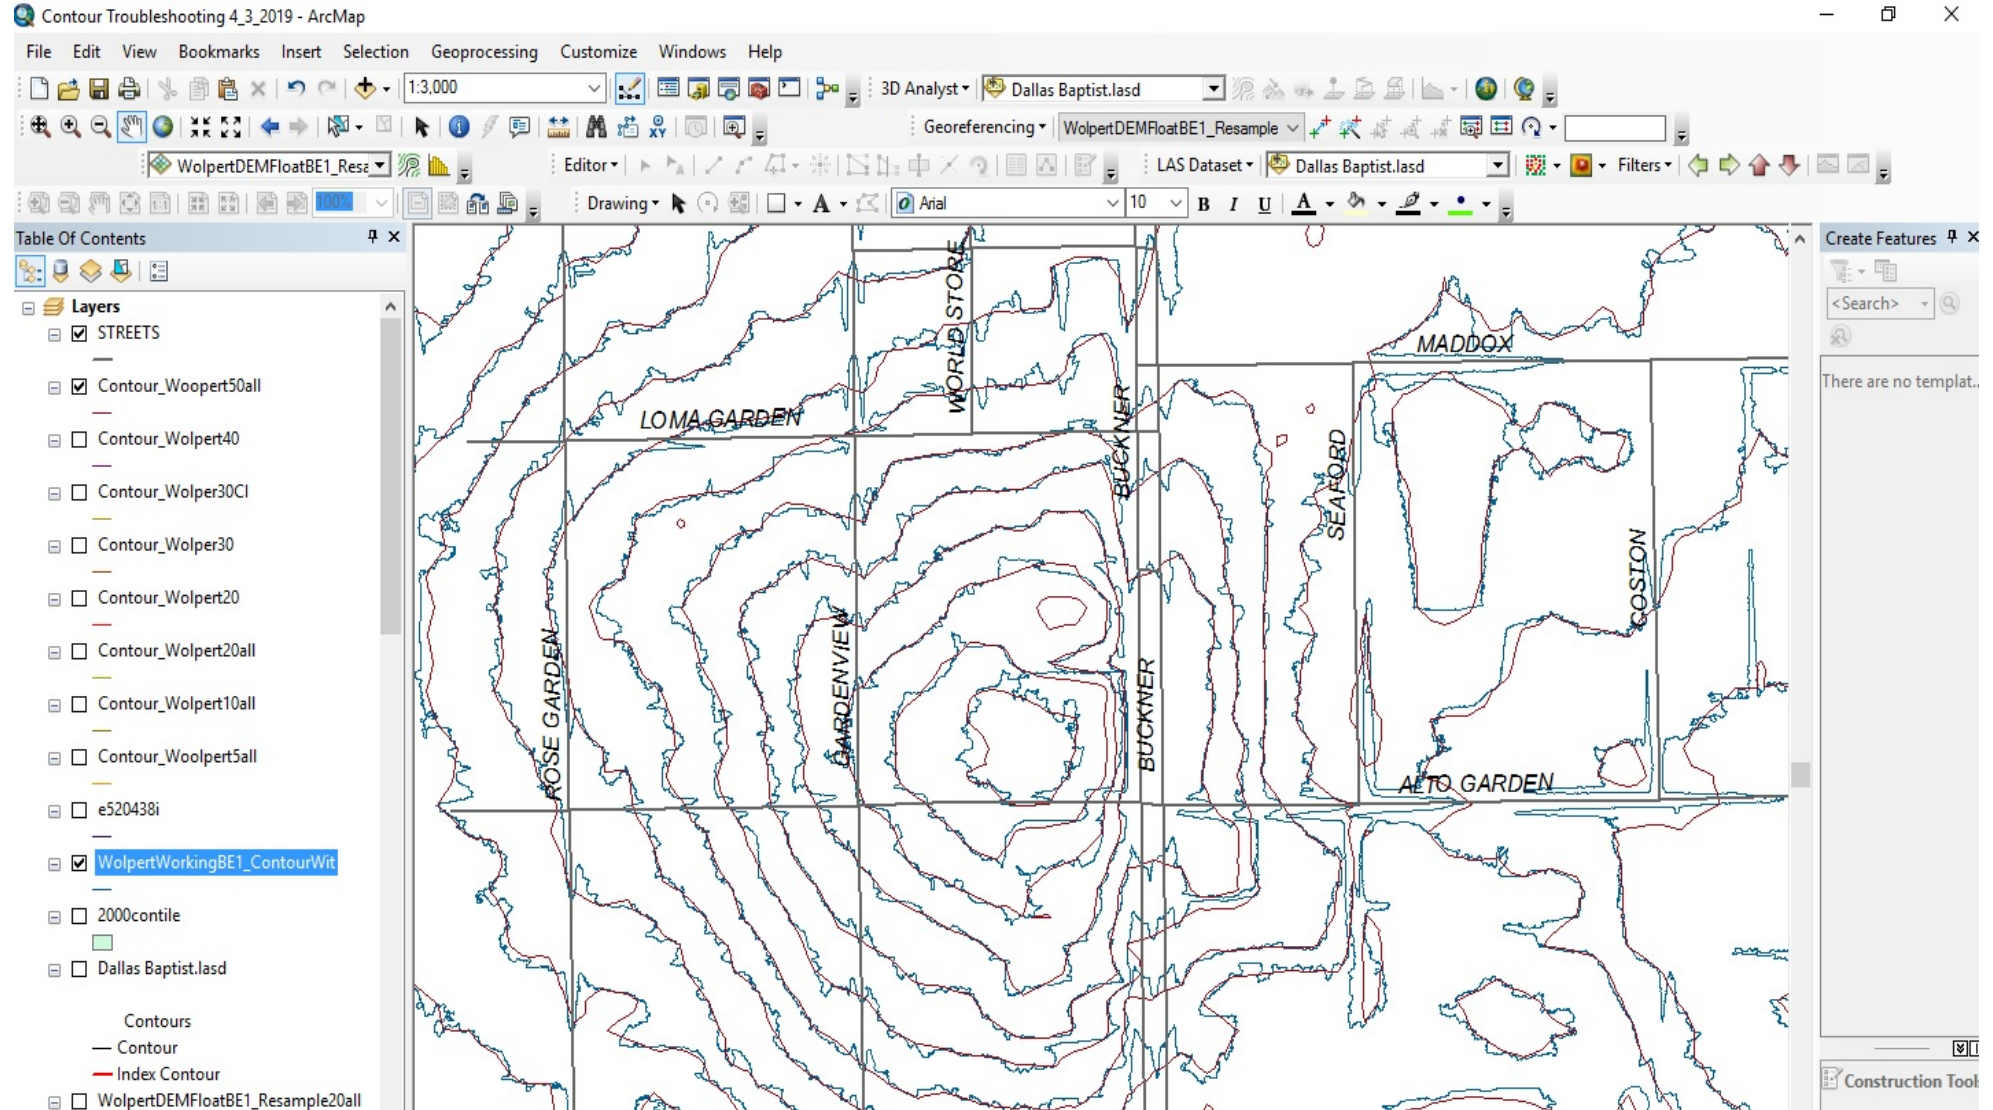 Contour Troubleshooting 4_3_2019 - ArcMap
File Edit View Bookmarks Insert Selection Geoprocessing Customize Windows Help
1:3,000 3D Analyst Dallas Baptist.lasd
Georeferencing WolpertDEMFloatBE1_Resample
WolpertDEMFloatBE1_Resa Editor LAS Dataset Dallas Baptist.lasd Filters
100% Drawing A Arial 10 B I U A
Table Of Contents
Layers
STREETS
Contour_Woopert50all
Contour_Wolpert40
Contour_Wolper30CI
Contour_Wolper30
Contour_Wolpert20
Contour_Wolpert20all
Contour_Wolpert10all
Contour_Woolpert5all
e520438i
WolpertWorkingBE1_ContourWit
2000contile
Dallas Baptist.lasd
Contours
Contour
Index Contour
WolpertDEMFloatBE1_Resample20all
WORLD STORE
MADDOX
LOMA GARDEN
BUCKNER
SEAFORD
COSTON
ROSE GARDEN
GARDENVIEW
BUCKNER
ALTO GARDEN
Create Features
<Search>
There are no templat..
Construction Tool